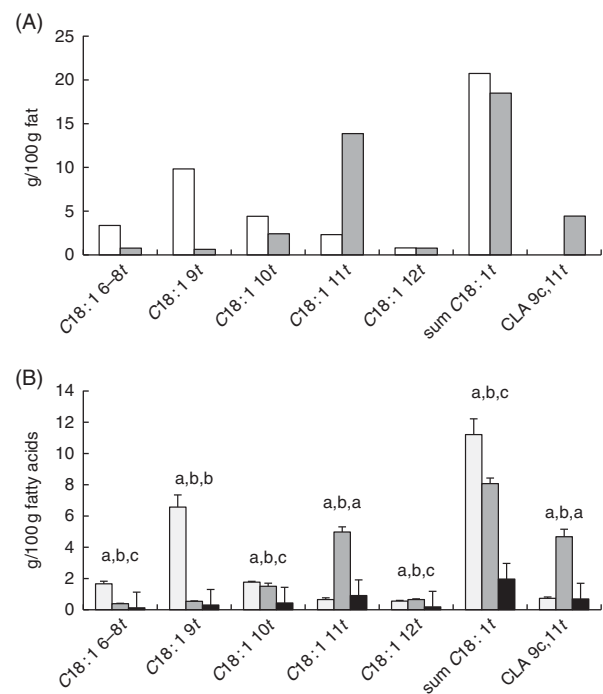 (A)
25
20
15
10
5
0
g/100 g fat
C18 : 1 6–8t
C18 : 1 9t
C18 : 1 10t
C18 : 1 11t
C18 : 1 12t
sum C18 : 1t
CLA 9c,11t
(B)
14
12
10
8
6
4
2
0
g/100 g fatty acids
a,b,c
a,b,b
a,b,c
a,b,a
a,b,c
a,b,c
a,b,a
C18 : 1 6–8t
C18 : 1 9t
C18 : 1 10t
C18 : 1 11t
C18 : 1 12t
sum C18 : 1t
CLA 9c,11t